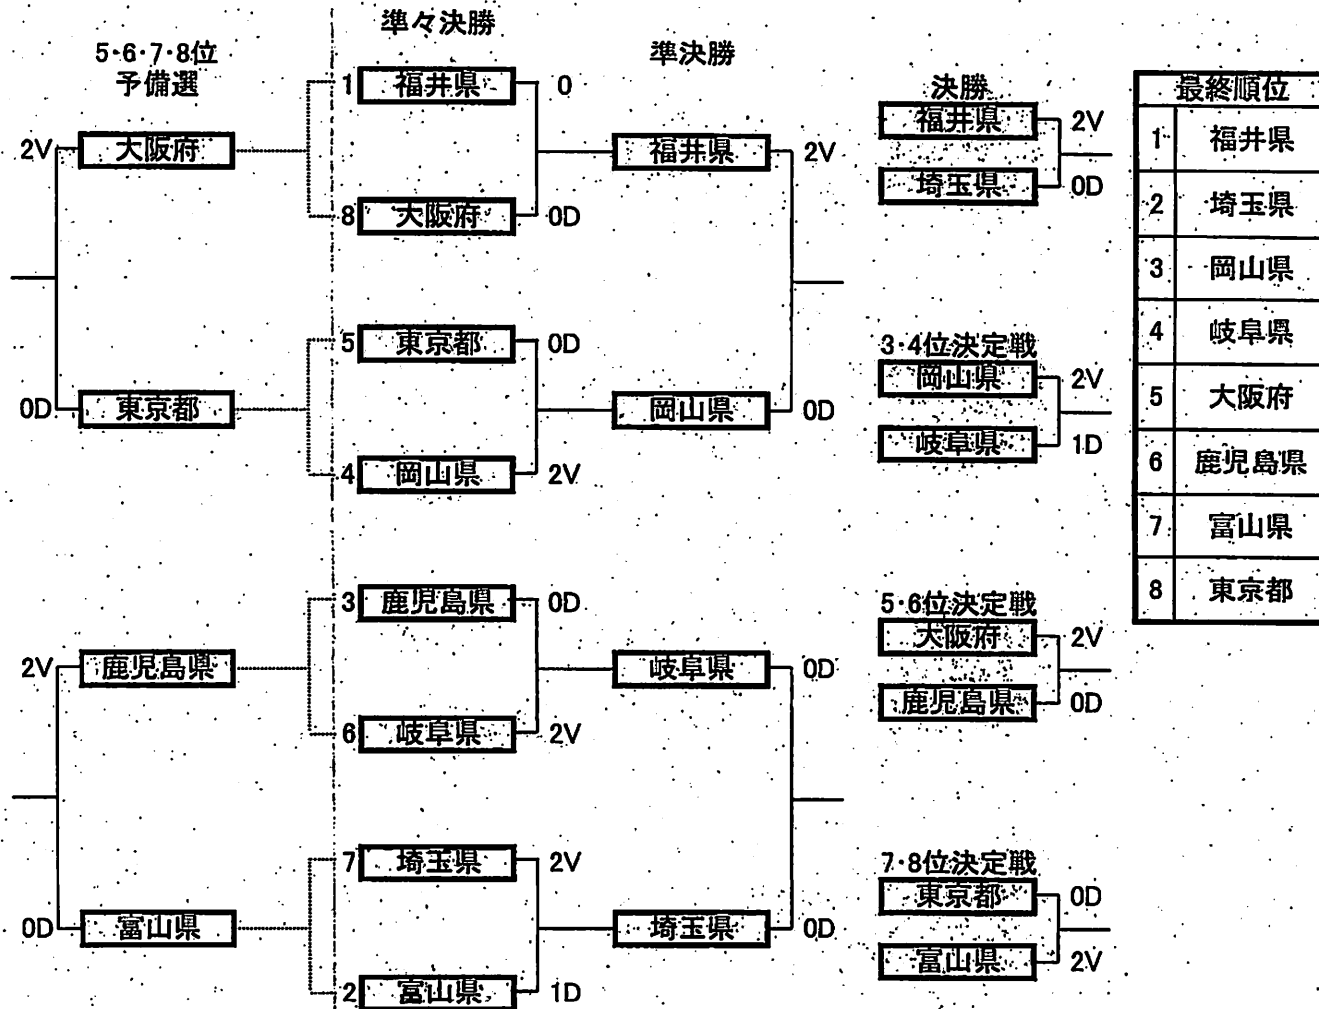 5・6・7・8位
予備選
2V 大阪府
0D 東京都
2V 鹿児島県
0D 富山県
準々決勝
1 福井県 0
8 大阪府 0D
5 東京都 0D
4 岡山県 2V
3 鹿児島県 0D
6 岐阜県 2V
7 埼玉県 2V
2 富山県 1D
準決勝
福井県 2V
岡山県 0D
岐阜県 0D
埼玉県 0D
決勝
福井県 2V
埼玉県 0D
3・4位決定戦
岡山県 2V
岐阜県 1D
5・6位決定戦
大阪府 2V
鹿児島県 0D
7・8位決定戦
東京都 0D
富山県 2V
最終順位
1 福井県
2 埼玉県
3 岡山県
4 岐阜県
5 大阪府
6 鹿児島県
7 富山県
8 東京都